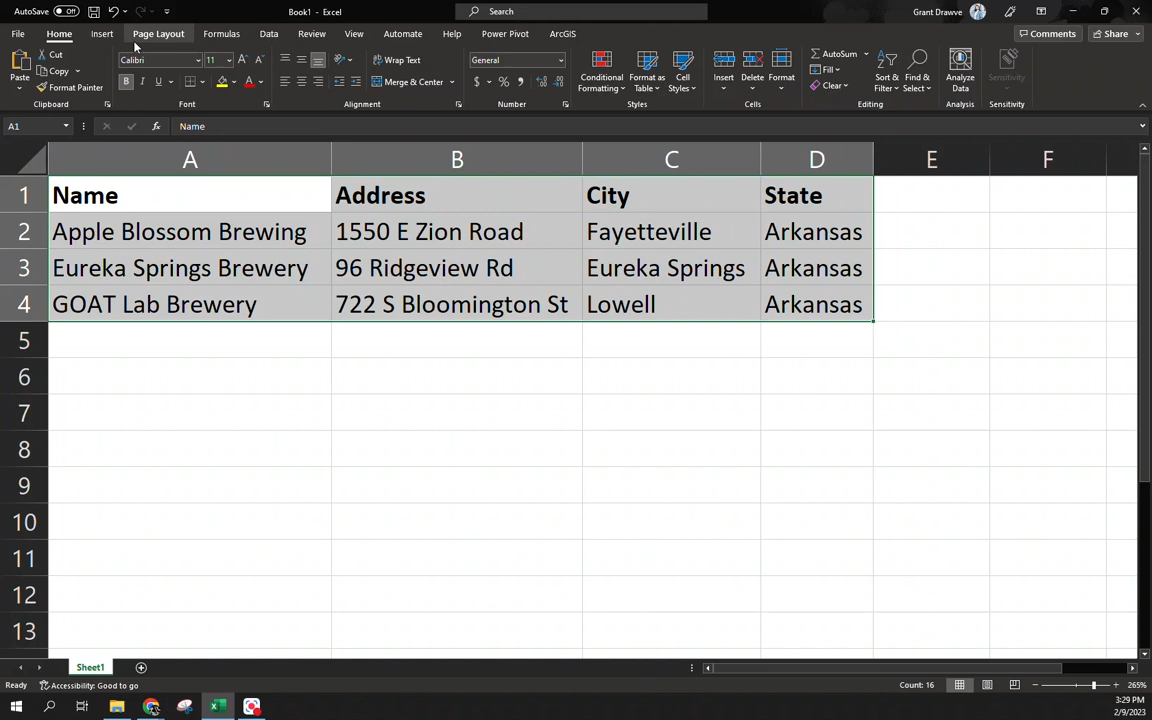 AutoSave Off Book1 - Excel Search Grant Drawve
File Home Insert Page Layout Formulas Data Review View Automate Help Power Pivot ArcGIS Comments Share
Paste Cut Copy Format Painter Clipboard
Calibri 11 B I U A Font
Wrap Text Merge & Center Alignment
General $ % , Number
Conditional Formatting Format as Table Cell Styles Styles
Insert Delete Format Cells
AutoSum Fill Clear Sort & Filter Find & Select Editing
Analyze Data Analysis
Sensitivity Sensitivity
A1 fx Name
A B C D E F
1 Name Address City State
2 Apple Blossom Brewing 1550 E Zion Road Fayetteville Arkansas
3 Eureka Springs Brewery 96 Ridgeview Rd Eureka Springs Arkansas
4 GOAT Lab Brewery 722 S Bloomington St Lowell Arkansas
5
6
7
8
9
10
11
12
13
Sheet1
Ready Accessibility: Good to go Count: 16 265%
3:29 PM
2/9/2023